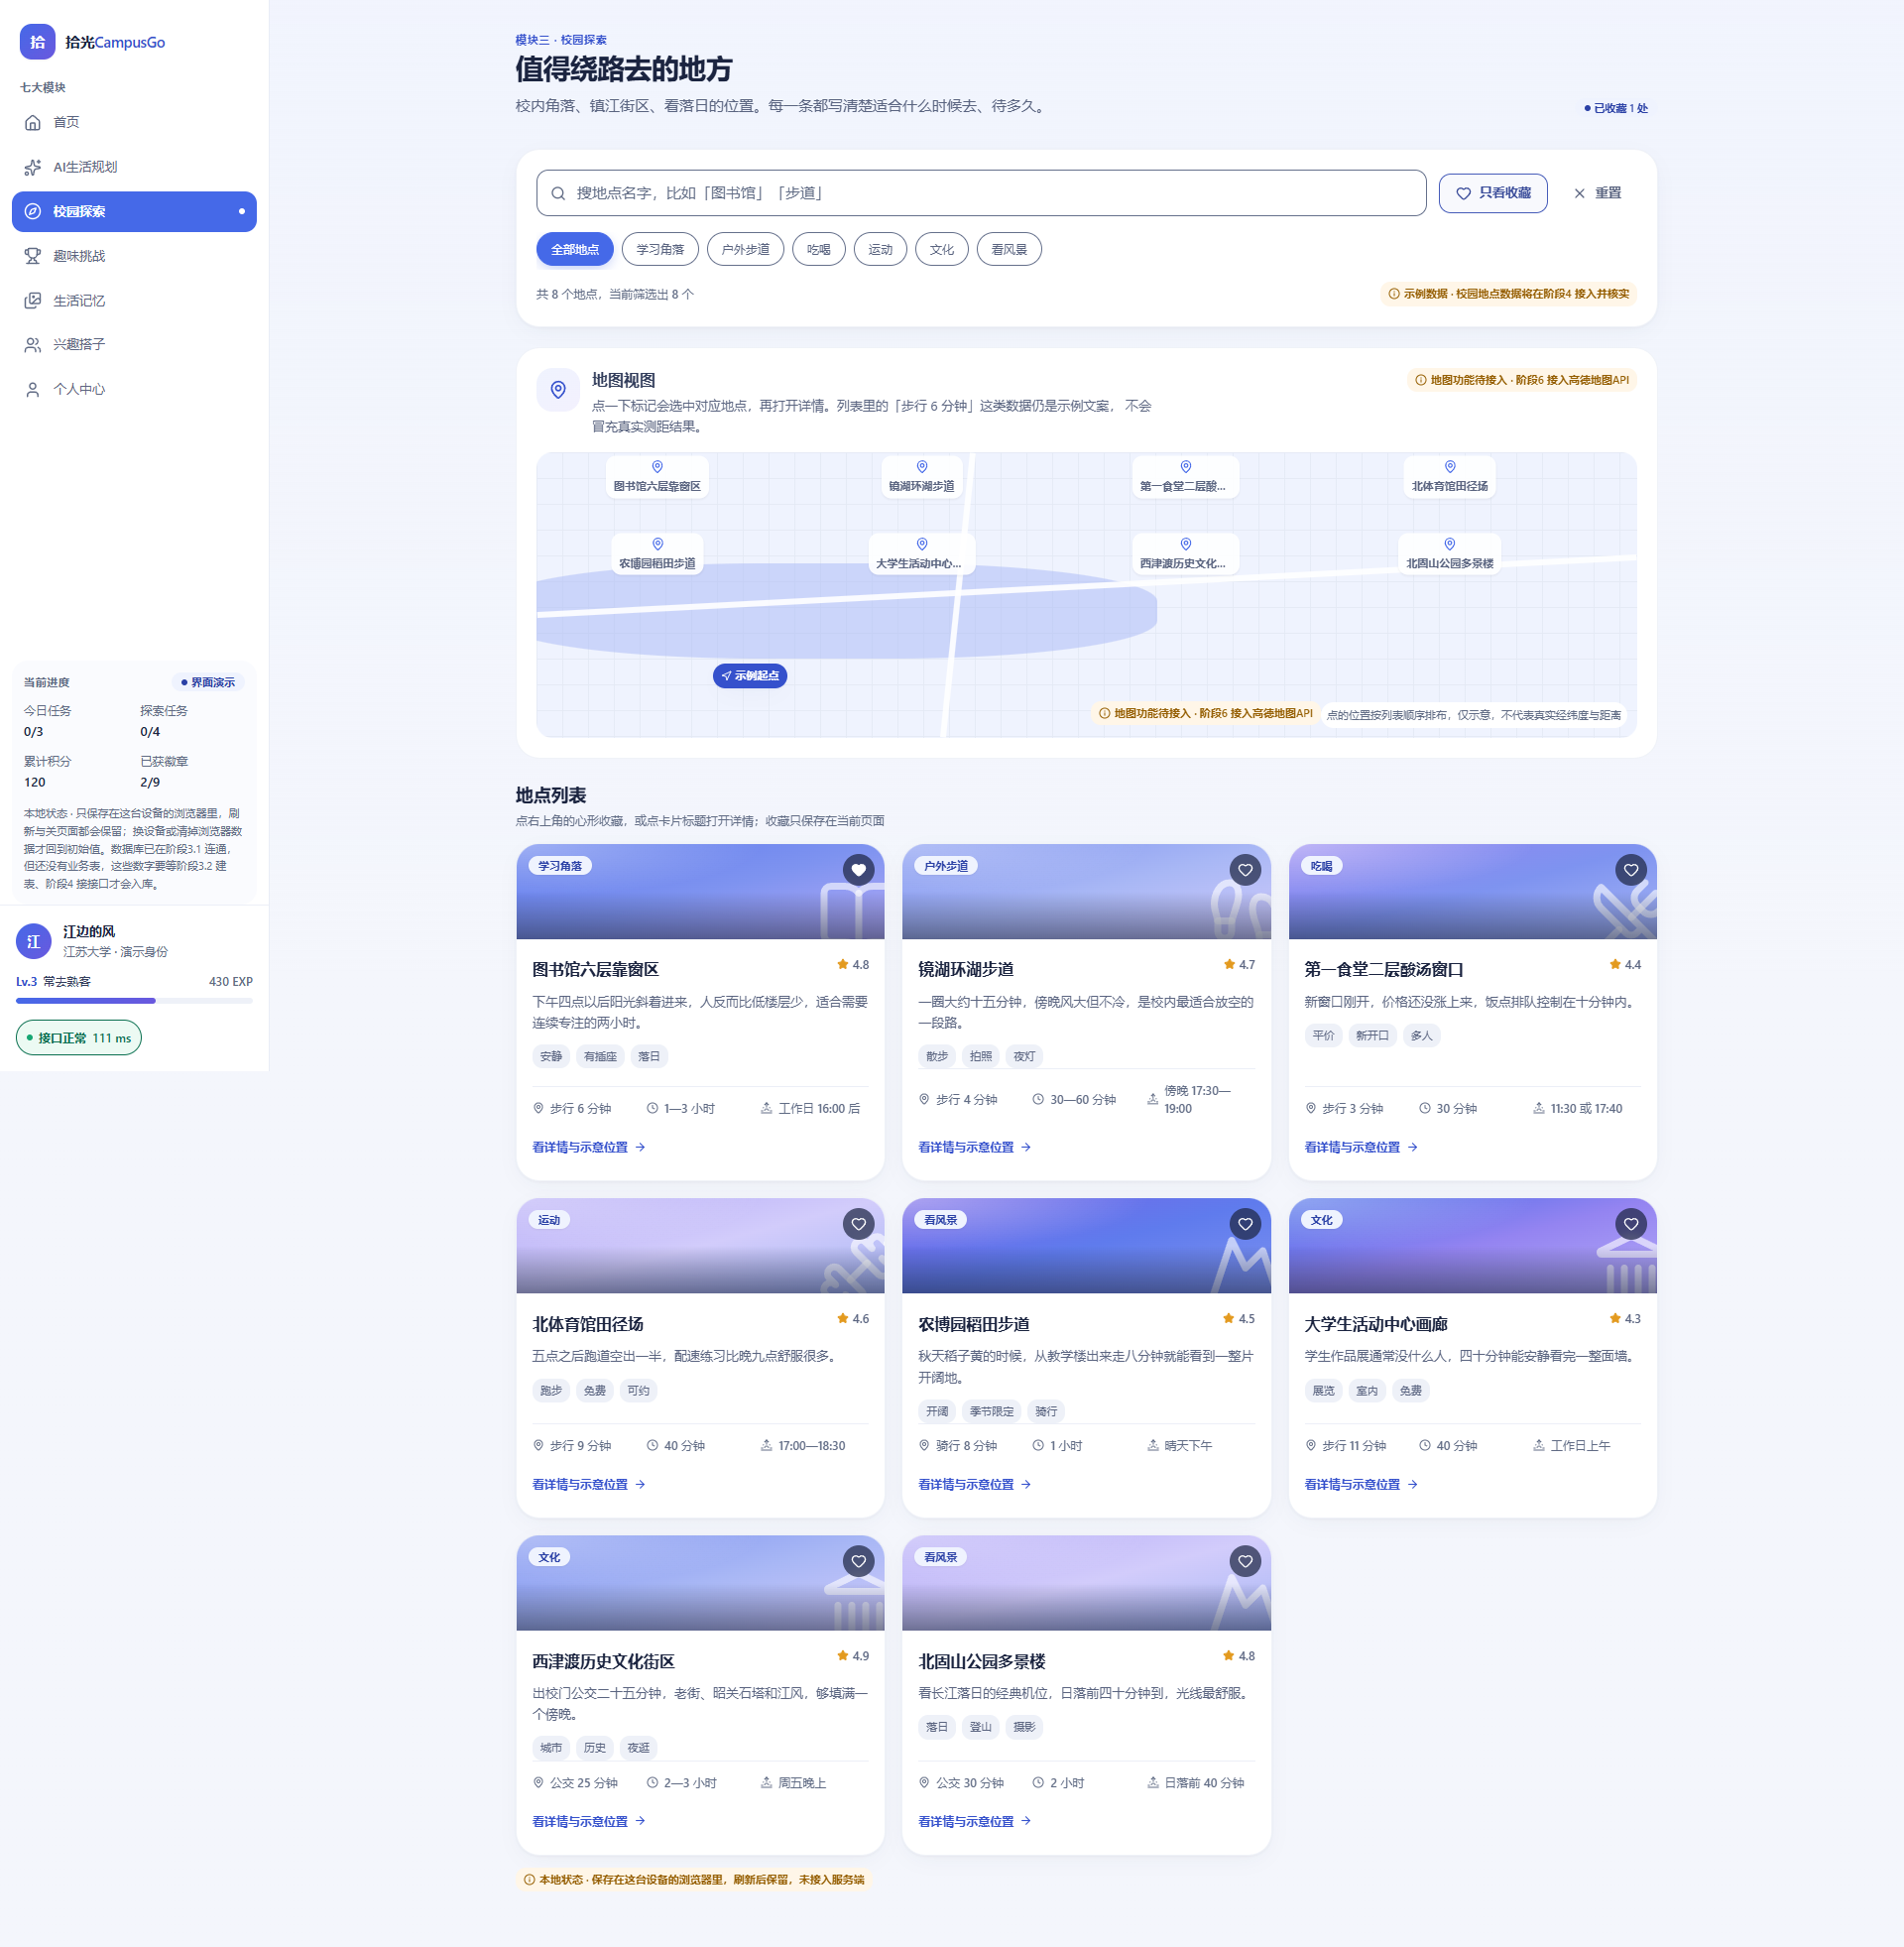 拾 拾光CampusGo
七大模块
首页
AI生活规划
校园探索
趣味挑战
生活记忆
兴趣搭子
个人中心
当前进度 界面演示
今日任务 探索任务
0/3 0/4
累计积分 已获徽章
120 2/9
本地状态 · 只保存在这台设备的浏览器里，刷
新与关页面都会保留；换设备或清掉浏览器数
据才回到初始值。数据库已在阶段3.1 连通，
但还没有业务表，这些数字要等阶段3.2 建
表、阶段4 接接口才会入库。
江 江边的风
江苏大学 · 演示身份
Lv.3 常去熟客 430 EXP
接口正常 111 ms
模块三 · 校园探索
值得绕路去的地方
校内角落、镇江街区、看落日的位置。每一条都写清楚适合什么时候去、待多久。
已收藏 1 处
搜地点名字，比如「图书馆」「步道」
只看收藏
重置
全部地点 学习角落 户外步道 吃喝 运动 文化 看风景
共 8 个地点，当前筛选出 8 个
示例数据 · 校园地点数据将在阶段4 接入并核实
地图视图
地图功能待接入 · 阶段6 接入高德地图API
点一下标记会选中对应地点，再打开详情。列表里的「步行 6 分钟」这类数据仍是示例文案， 不会
冒充真实测距结果。
图书馆六层靠窗区 镜湖环湖步道 第一食堂二层酸... 北体育馆田径场
农博园稻田步道 大学生活动中心... 西津渡历史文化... 北固山公园多景楼
示例起点
地图功能待接入 · 阶段6 接入高德地图API
点的位置按列表顺序排布，仅示意，不代表真实经纬度与距离
地点列表
点右上角的心形收藏，或点卡片标题打开详情；收藏只保存在当前页面
学习角落
图书馆六层靠窗区 4.8
下午四点以后阳光斜着进来，人反而比低楼层少，适合需要
连续专注的两小时。
安静 有插座 落日
步行 6 分钟 1—3 小时 工作日 16:00 后
看详情与示意位置
户外步道
镜湖环湖步道 4.7
一圈大约十五分钟，傍晚风大但不冷，是校内最适合放空的
一段路。
散步 拍照 夜灯
步行 4 分钟 30—60 分钟 傍晚 17:30—
19:00
看详情与示意位置
吃喝
第一食堂二层酸汤窗口 4.4
新窗口刚开，价格还没涨上来，饭点排队控制在十分钟内。
平价 新开口 多人
步行 3 分钟 30 分钟 11:30 或 17:40
看详情与示意位置
运动
北体育馆田径场 4.6
五点之后跑道空出一半，配速练习比晚九点舒服很多。
跑步 免费 可约
步行 9 分钟 40 分钟 17:00—18:30
看详情与示意位置
看风景
农博园稻田步道 4.5
秋天稻子黄的时候，从教学楼出来走八分钟就能看到一整片
开阔地。
开阔 季节限定 骑行
骑行 8 分钟 1 小时 晴天下午
看详情与示意位置
文化
大学生活动中心画廊 4.3
学生作品展通常没什么人，四十分钟能安静看完一整面墙。
展览 室内 免费
步行 11 分钟 40 分钟 工作日上午
看详情与示意位置
文化
西津渡历史文化街区 4.9
出校门公交二十五分钟，老街、昭关石塔和江风，够填满一
个傍晚。
城市 历史 夜逛
公交 25 分钟 2—3 小时 周五晚上
看详情与示意位置
看风景
北固山公园多景楼 4.8
看长江落日的经典机位，日落前四十分钟到，光线最舒服。
落日 登山 摄影
公交 30 分钟 2 小时 日落前 40 分钟
看详情与示意位置
本地状态 · 保存在这台设备的浏览器里，刷新后保留，未接入服务端